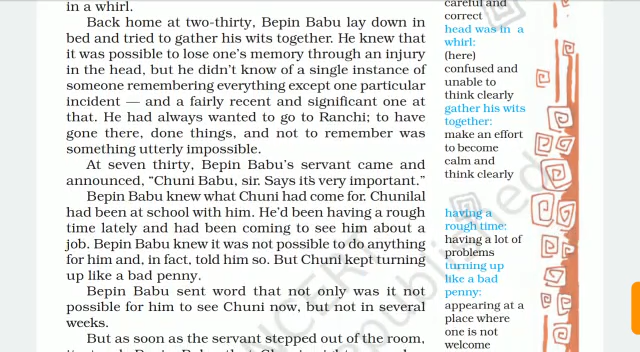 in a whirl.
Back home at two-thirty, Bepin Babu lay down in
bed and tried to gather his wits together. He knew that
it was possible to lose one's memory through an injury
in the head, but he didn't know of a single instance of
someone remembering everything except one particular
incident — and a fairly recent and significant one at
that. He had always wanted to go to Ranchi; to have
gone there, done things, and not to remember was
something utterly impossible.
At seven thirty, Bepin Babu's servant came and
announced, “Chuni Babu, sir. Says it's very important.”
Bepin Babu knew what Chuni had come for. Chunilal
had been at school with him. He'd been having a rough
time lately and had been coming to see him about a
job. Bepin Babu knew it was not possible to do anything
for him and, in fact, told him so. But Chuni kept turning
up like a bad penny.
Bepin Babu sent word that not only was it not
possible for him to see Chuni now, but not in several
weeks.
But as soon as the servant stepped out of the room,
careful and
correct
head was in a
whirl:
(here)
confused and
unable to
think clearly
gather his wits
together:
make an effort
to become
calm and
think clearly
having a
rough time:
having a lot of
problems
turning up
like a bad
penny:
appearing at a
place where
one is not
welcome